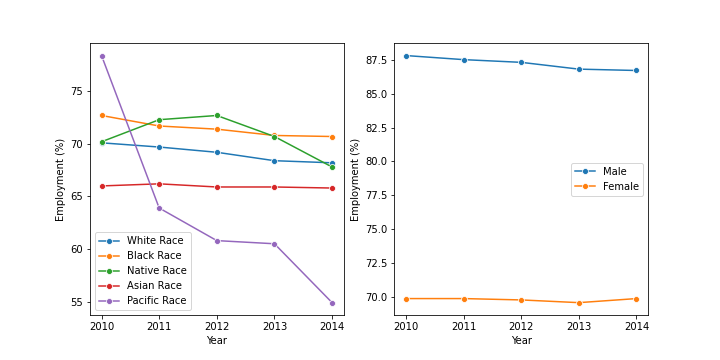 75
70
65
60
55
Employment (%)
2010 2011 2012 2013 2014
Year
White Race
Black Race
Native Race
Asian Race
Pacific Race
87.5
85.0
82.5
80.0
77.5
75.0
72.5
70.0
Employment (%)
2010 2011 2012 2013 2014
Year
Male
Female